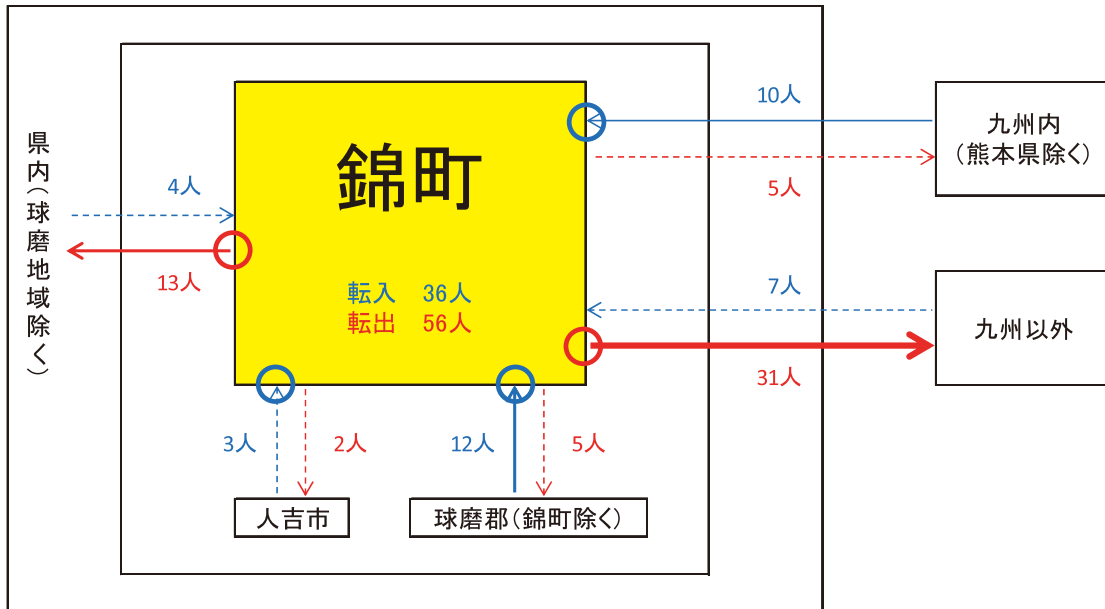 県内(球磨地域除く)
錦町
転入 36人
転出 56人
4人
13人
10人
5人
九州内
(熊本県除く)
7人
31人
九州以外
3人
2人
12人
5人
人吉市
球磨郡(錦町除く)